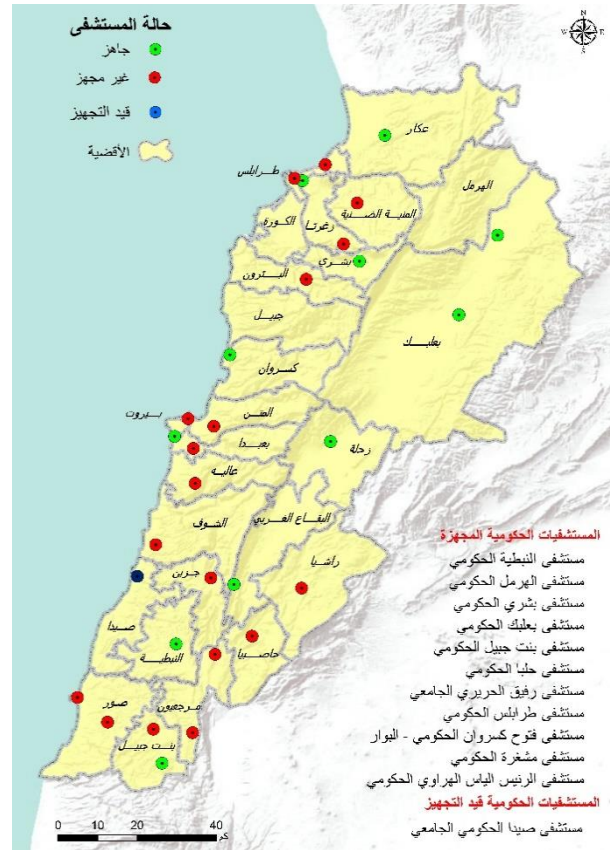 حالة المستشفى
جاهز
غير مجهز
قيد التجهيز
الأقضية
N
W E
S
عكار
طرابلس
الهرمل
المنية الضنية
زغرتا
الكورة
بشري
البترون
جبيل
بعلبك
كسروان
المتن
بيروت
بعبدا
زحلة
عاليه
الشوف
البقاع الغربي
راشيا
جزين
صيدا
حاصبيا
النبطية
صور
مرجعيون
بنت جبيل
المستشفيات الحكومية المجهزة
مستشفى النبطية الحكومي
مستشفى الهرمل الحكومي
مستشفى بشري الحكومي
مستشفى بعلبك الحكومي
مستشفى بنت جبيل الحكومي
مستشفى حلبا الحكومي
مستشفى رفيق الحريري الجامعي
مستشفى طرابلس الحكومي
مستشفى فتوح كسروان الحكومي - البوار
مستشفى مشغرة الحكومي
مستشفى الرئيس الياس الهراوي الحكومي
المستشفيات الحكومية قيد التجهيز
مستشفى صيدا الحكومي الجامعي
0 10 20 40
كم